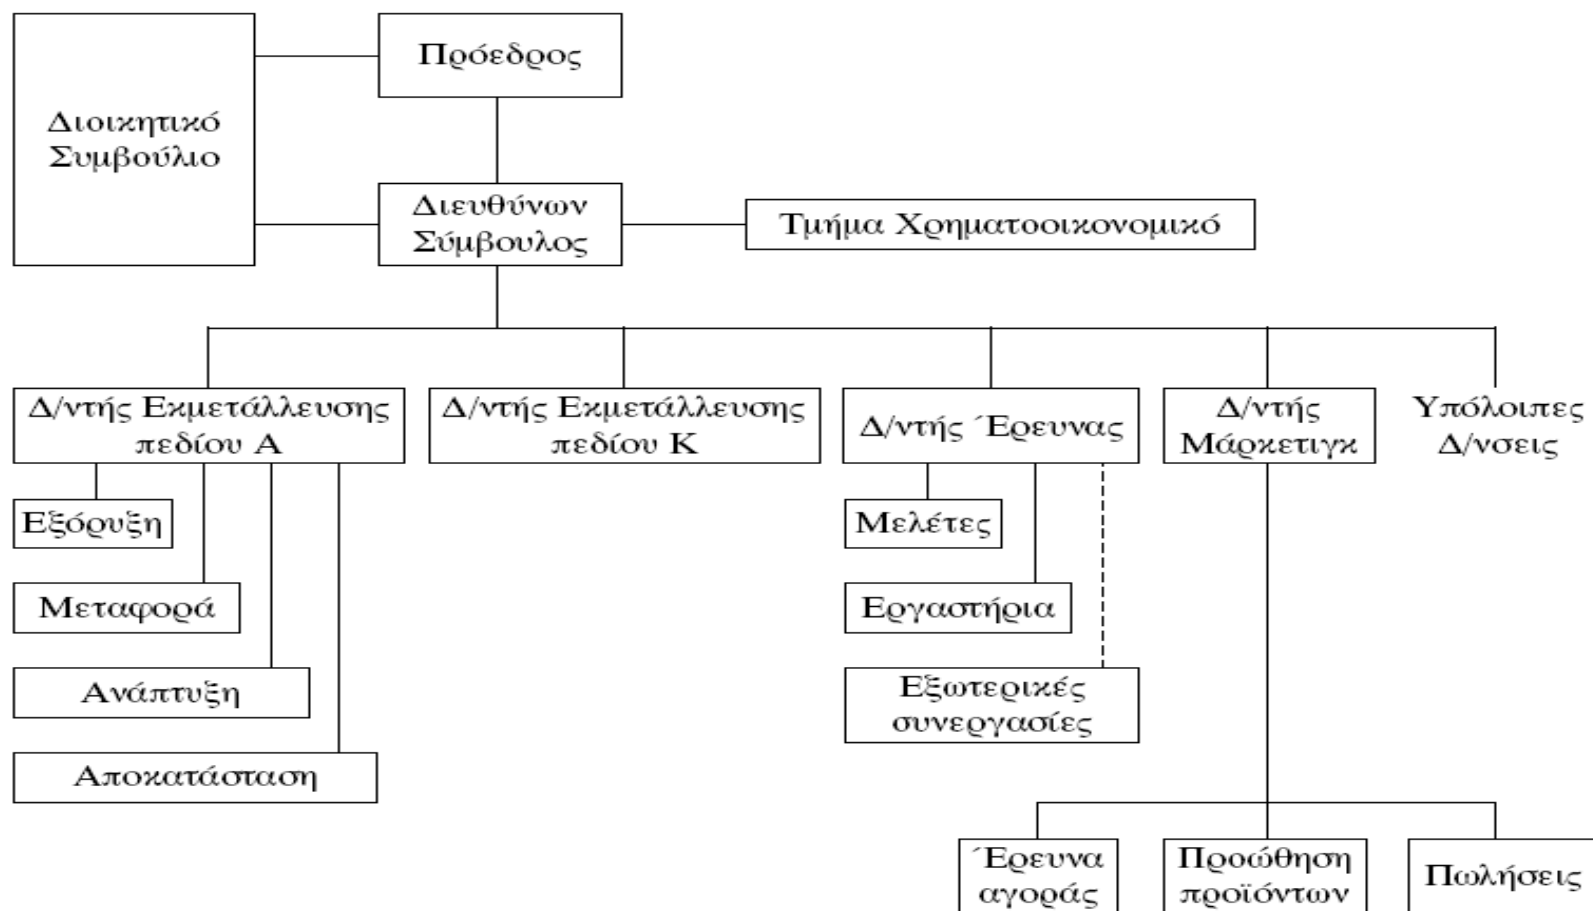 Πρόεδρος
Διοικητικό
Συμβούλιο
Διευθύνων
Σύμβουλος
Τμήμα Χρηματοοικονομικό
Δ/ντής Εκμετάλλευσης
πεδίου Α
Δ/ντής Εκμετάλλευσης
πεδίου Κ
Δ/ντής Έρευνας
Δ/ντής
Μάρκετιγκ
Υπόλοιπες
Δ/νσεις
Εξόρυξη
Μεταφορά
Ανάπτυξη
Αποκατάσταση
Μελέτες
Εργαστήρια
Εξωτερικές
συνεργασίες
Έρευνα
αγοράς
Προώθηση
προϊόντων
Πωλήσεις